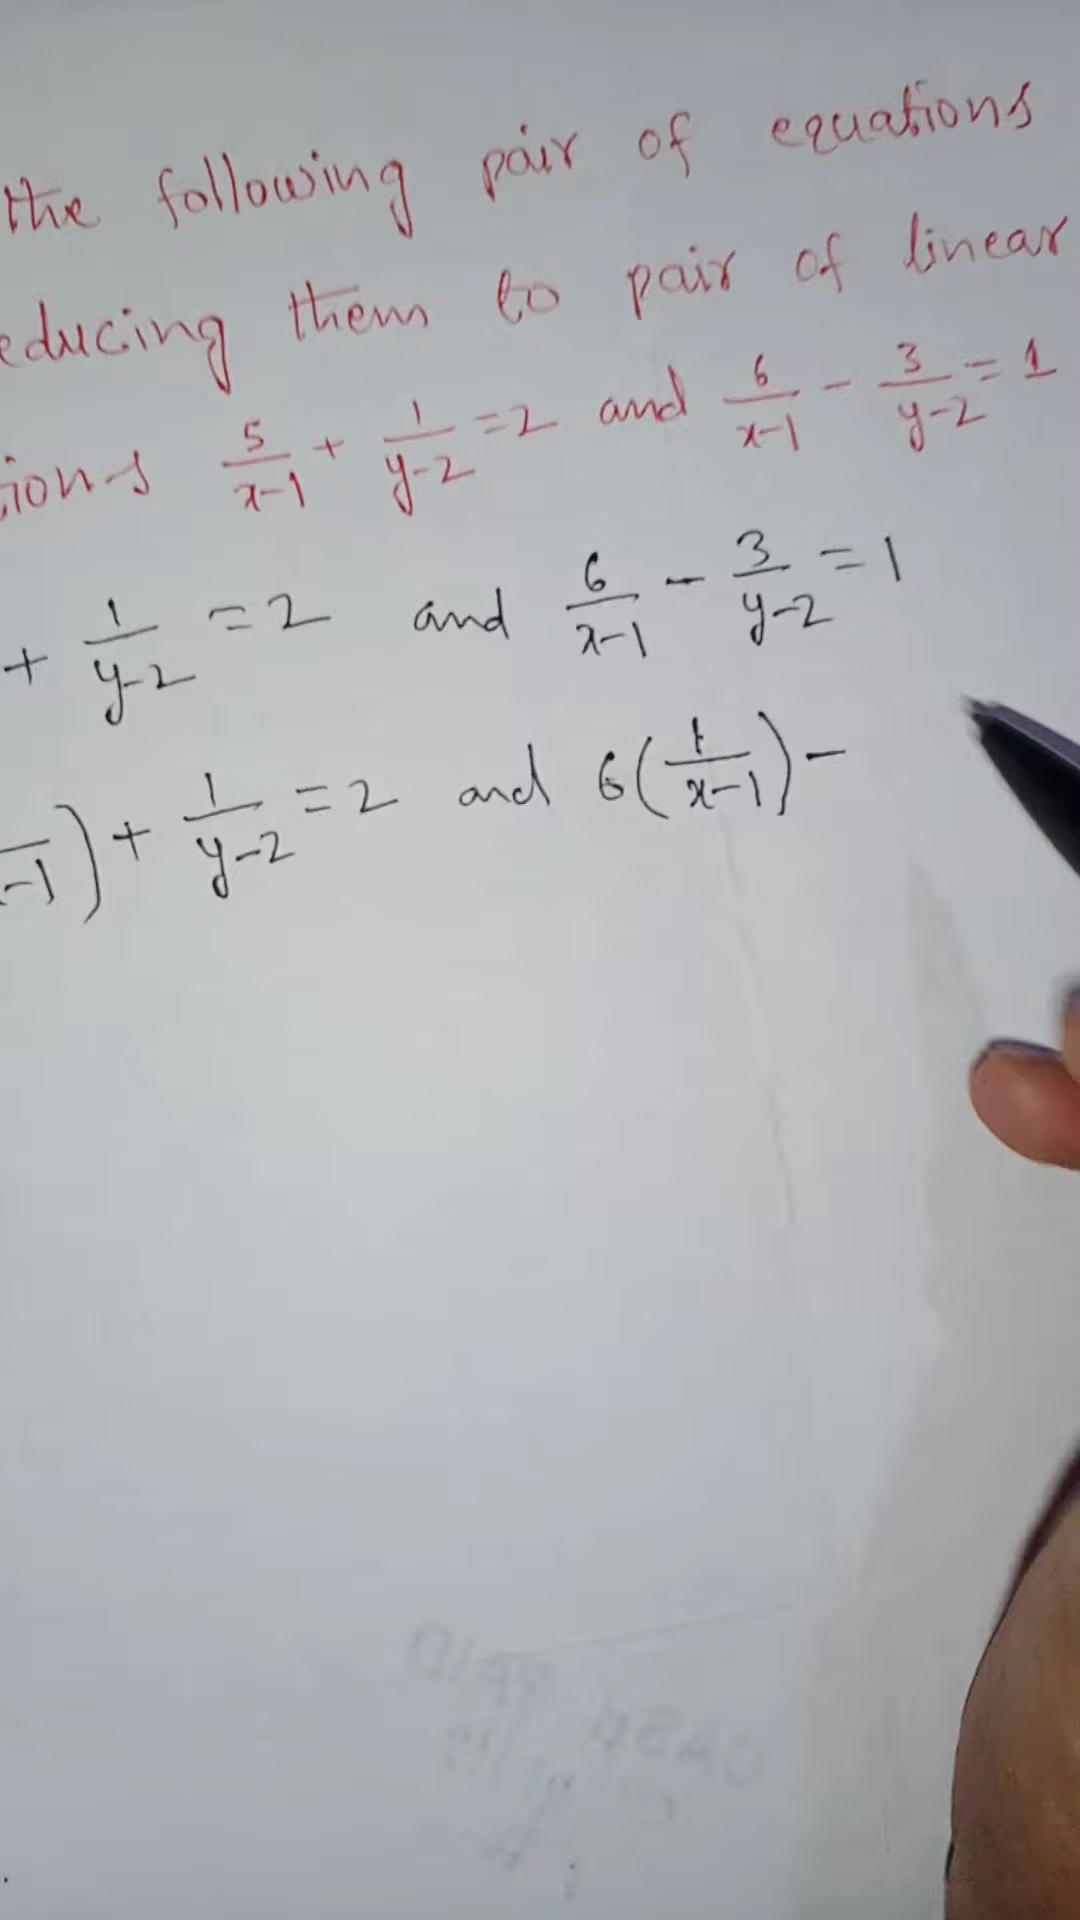 the following pair of equations
educing them to pair of linear
tions 5/x-1 + 1/y-2 = 2 and 6/x-1 - 3/y-2 = 1
+ 1/y-2 = 2 and 6/x-1 - 3/y-2 = 1
-1) + 1/y-2 = 2 and 6(1/x-1) -